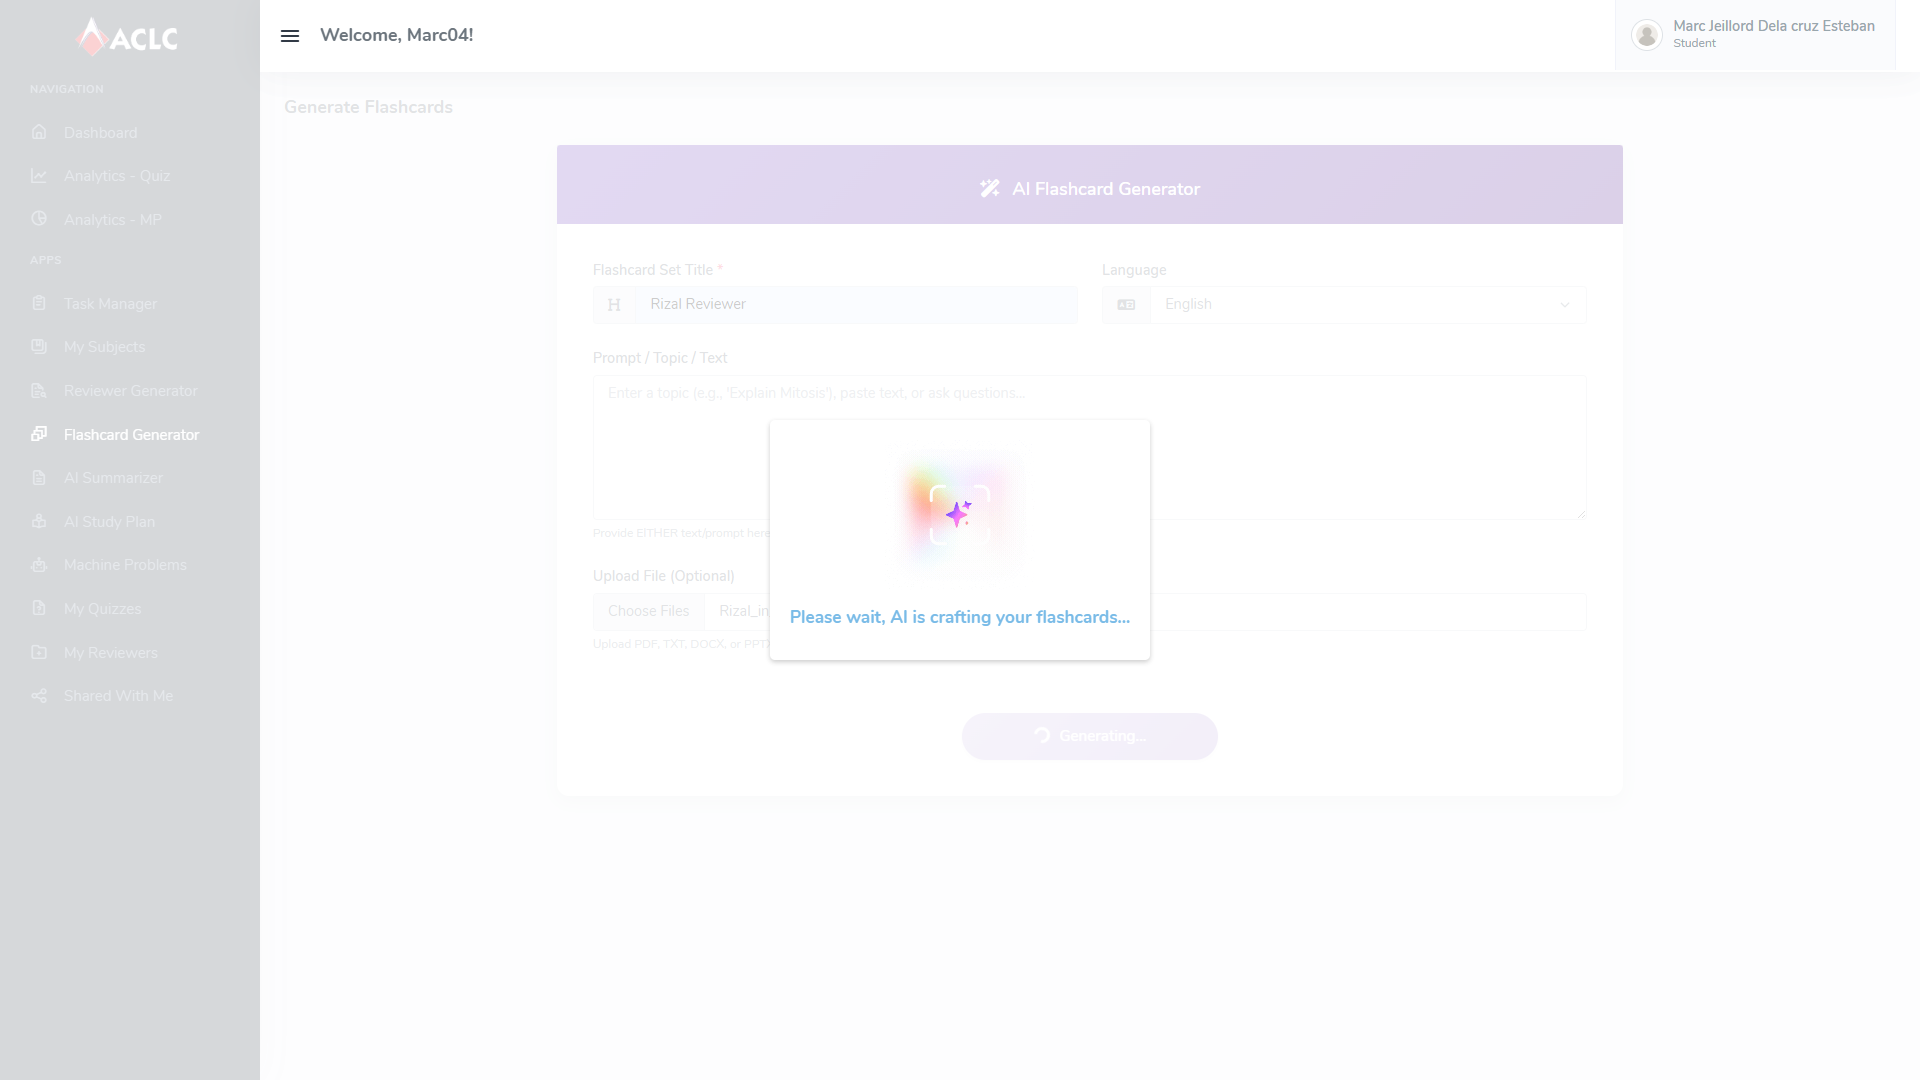 ACLC
NAVIGATION
Dashboard
Analytics - Quiz
Analytics - MP
APPS
Task Manager
My Subjects
Reviewer Generator
Flashcard Generator
AI Summarizer
AI Study Plan
Machine Problems
My Quizzes
My Reviewers
Shared With Me
Welcome, Marc04!
Marc Jeillord Dela cruz Esteban
Student
Generate Flashcards
AI Flashcard Generator
Flashcard Set Title *
Language
H
Rizal Reviewer
English
Prompt / Topic / Text
Enter a topic (e.g., 'Explain Mitosis'), paste text, or ask questions...
Provide EITHER text/prompt here
Upload File (Optional)
Choose Files
Rizal_in
Upload PDF, TXT, DOCX, or PPT
Please wait, AI is crafting your flashcards...
Generating...